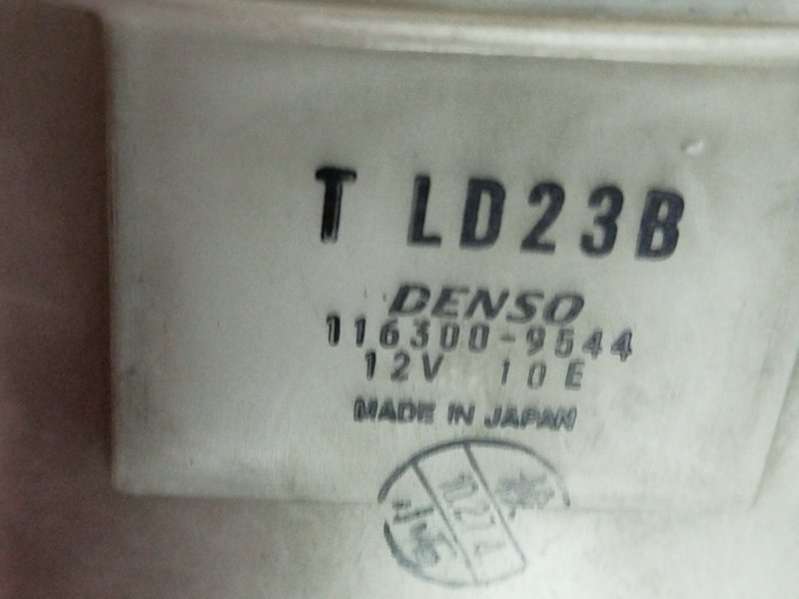 T LD23B
DENSO
116300-9544
12V 10E
MADE IN JAPAN